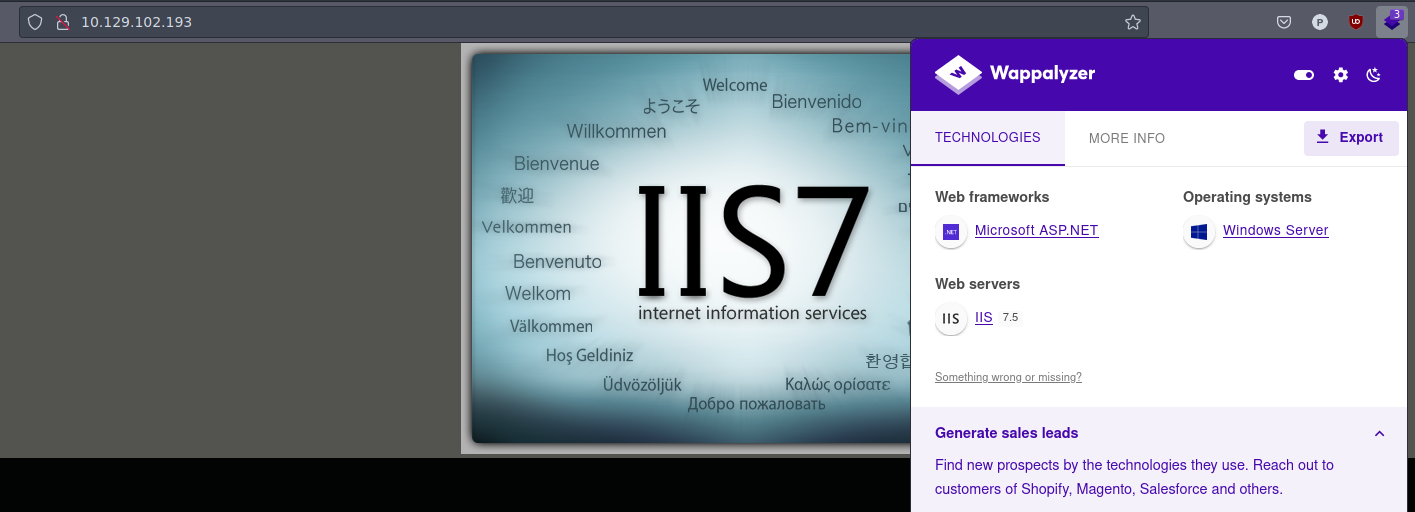 10.129.102.193
P
UD
3
Welcome
ようこそ
Bienvenido
Willkommen
Bem-vin
Bienvenue
歡迎
Velkommen
Benvenuto
Welkom
Välkommen
Hoş Geldiniz
환영합
Üdvözöljük
Καλώς ορίσατε
Добро пожаловать
IIS7
internet information services
Wappalyzer
TECHNOLOGIES
MORE INFO
Export
Web frameworks
Operating systems
.NET
Microsoft ASP.NET
Windows Server
Web servers
IIS
IIS 7.5
Something wrong or missing?
Generate sales leads
Find new prospects by the technologies they use. Reach out to
customers of Shopify, Magento, Salesforce and others.